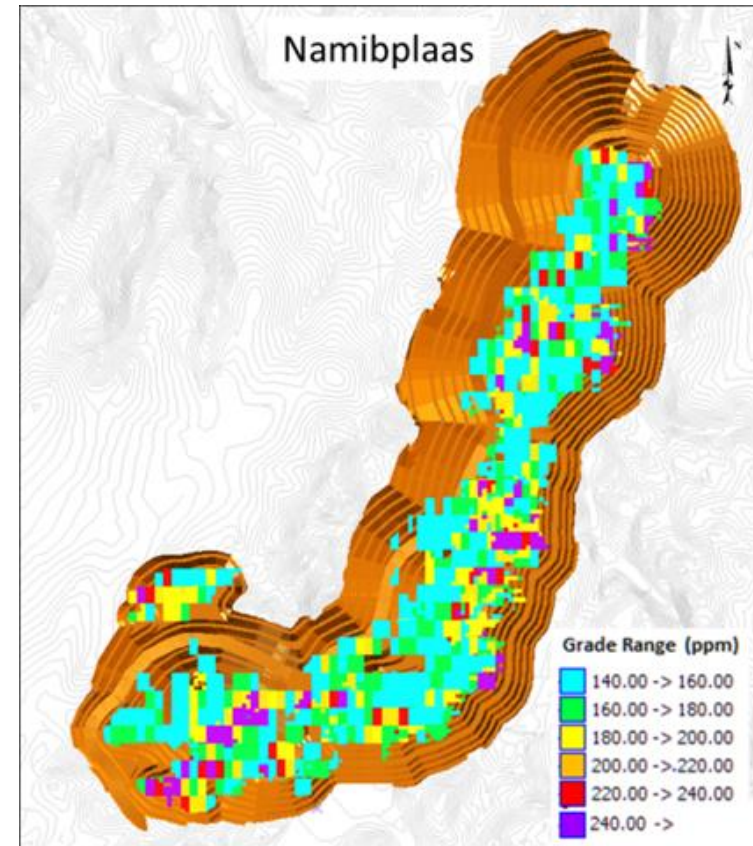 Namibplaas
N
Grade Range (ppm)
140.00 -> 160.00
160.00 -> 180.00
180.00 -> 200.00
200.00 ->.220.00
220.00 -> 240.00
240.00 ->